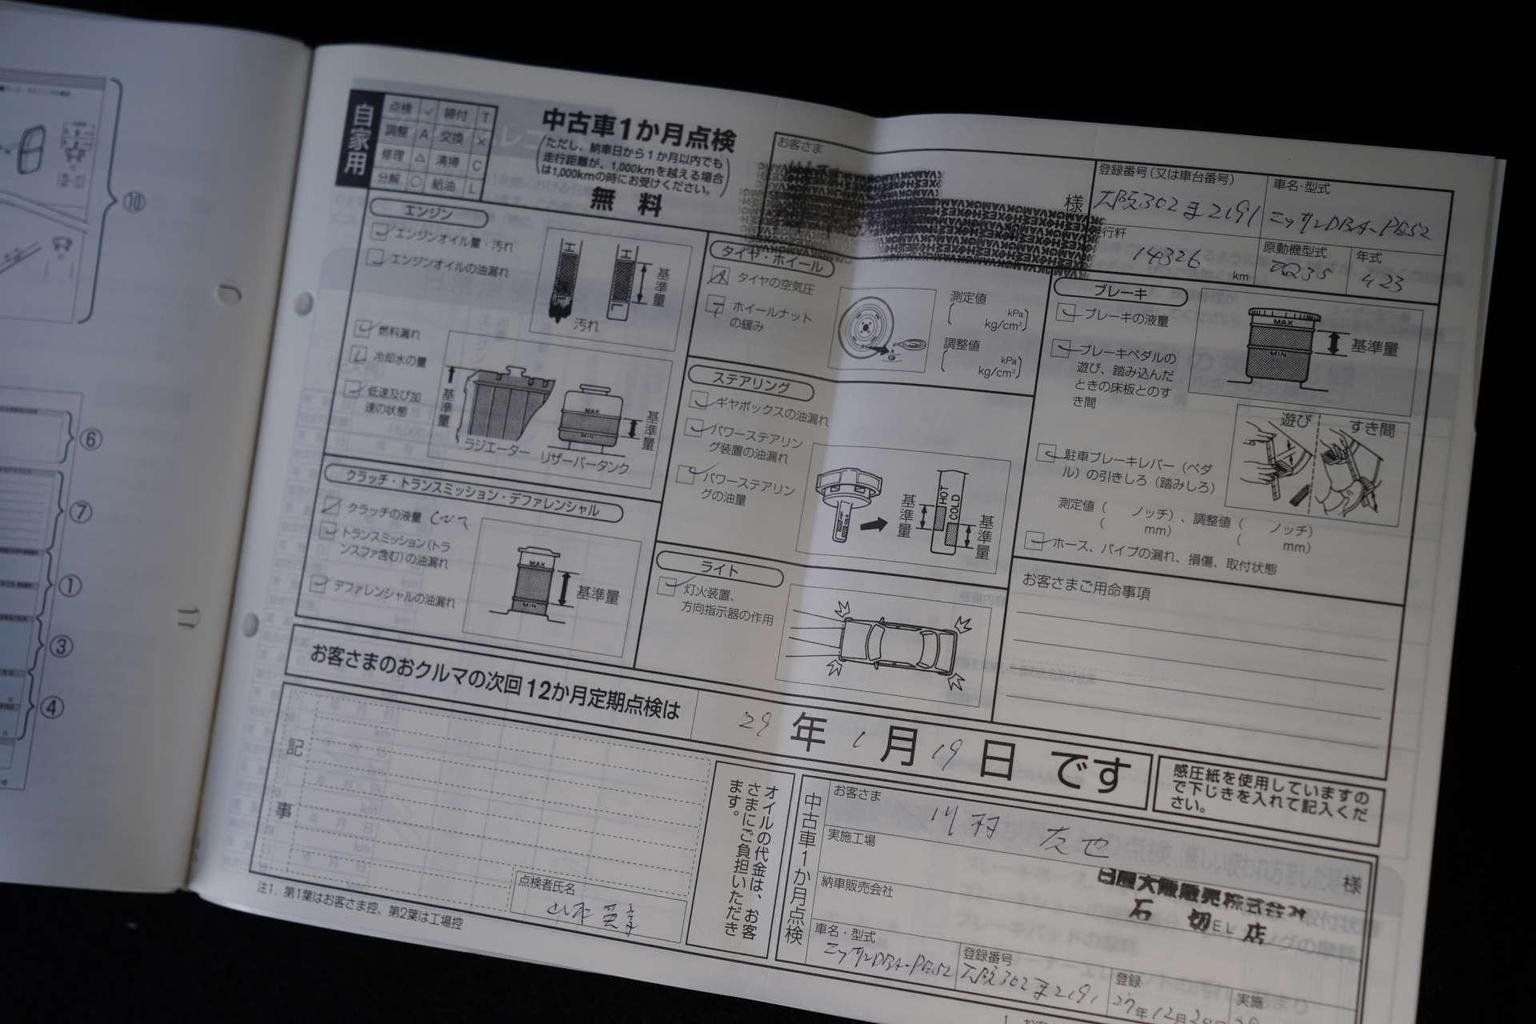 自家用
点検 ✓ 締付 T
調整 A 交換 ×
修理 △ 清掃 C
分解 ○ 給油 L
中古車1か月点検
(ただし、納車日から1か月以内でも
走行距離が、1,000kmを越える場合
は1,000kmの時にお受けください。)
無料
お客さま
様
登録番号(又は車台番号)
大阪302ま2191
車名・型式
ニッサンDBA-PE52
行粁
14326 km
原動機型式
VQ35
年式
エンジン
エンジンオイル量・汚れ
エンジンオイルの油漏れ
汚れ
基準量
燃料漏れ
冷却水の量
低速及び加
速の状態
基準量
ラジエーター
MAX
リザーバータンク
基準量
クラッチ・トランスミッション・デファレンシャル
クラッチの液量
トランスミッション(トラ
ンスファ含む)の油漏れ
デファレンシャルの油漏れ
MAX
MIN
基準量
タイヤ・ホイール
タイヤの空気圧
ホイールナット
の緩み
測定値
kPa
kg/cm²
調整値
kPa
kg/cm²
ステアリング
ギヤボックスの油漏れ
パワーステアリン
グ装置の油漏れ
パワーステアリン
グの油量
基準量
HOT
COLD
基準量
ライト
灯火装置、
方向指示器の作用
ブレーキ
ブレーキの液量
MAX
MIN
基準量
ブレーキペダルの
遊び、踏み込んだ
ときの床板とのす
き間
遊び
すき間
駐車ブレーキレバー(ペダ
ル)の引きしろ(踏みしろ)
測定値( ノッチ)、調整値( ノッチ)
( mm) ( mm)
ホース、パイプの漏れ、損傷、取付状態
お客さまご用命事項
お客さまのおクルマの次回12か月定期点検は
29年1月19日です
感圧紙を使用していますの
で下じきを入れて記入くだ
さい。
記事
点検者氏名
オイルの代金は、お客
さまにご負担いただき
ます。
中古車1か月点検
お客さま
川村 友也
様
実施工場
日産大阪販売株式会社
石切店
納車販売会社
車名・型式
ニッサンDBA-PE52
登録番号
大阪302ま2191
登録
27年12月
実施
注1. 第1葉はお客さま控、第2葉は工場控
⑩
⑥
⑦
①
③
④